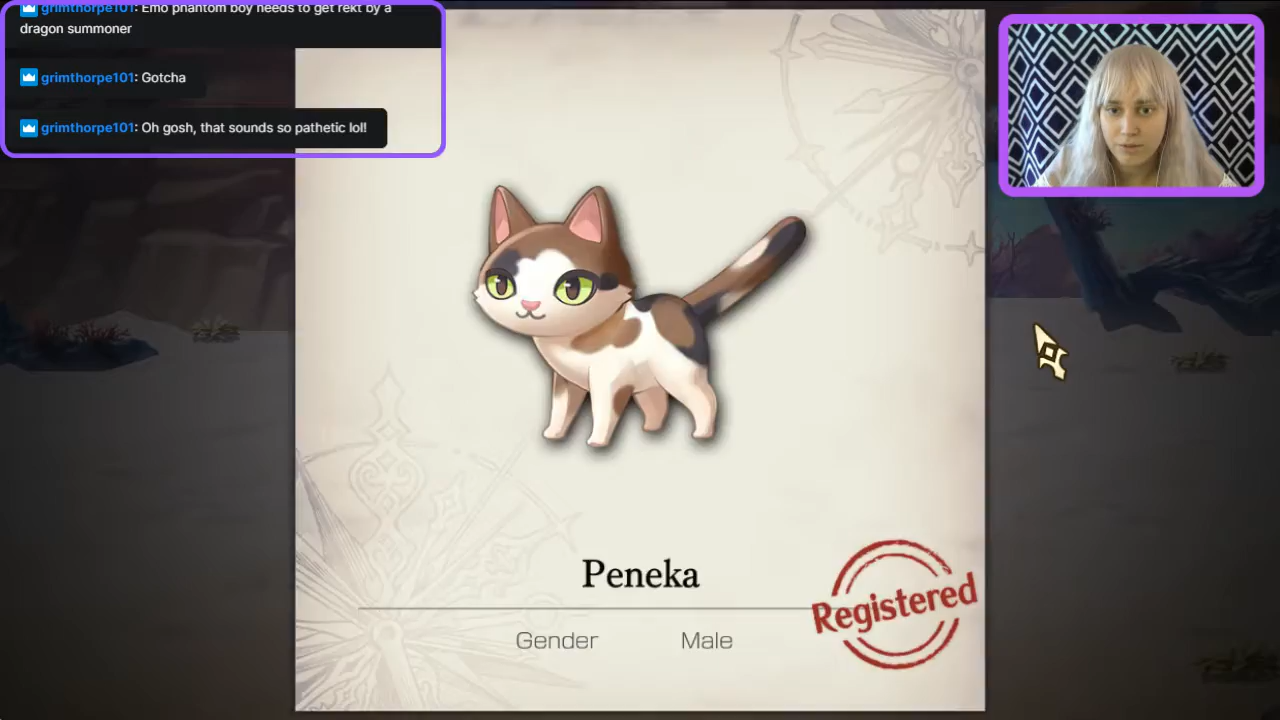 grimthorpe101: Emo phantom boy needs to get rekt by a
dragon summoner
grimthorpe101: Gotcha
grimthorpe101: Oh gosh, that sounds so pathetic lol!
Peneka
Registered
Gender Male